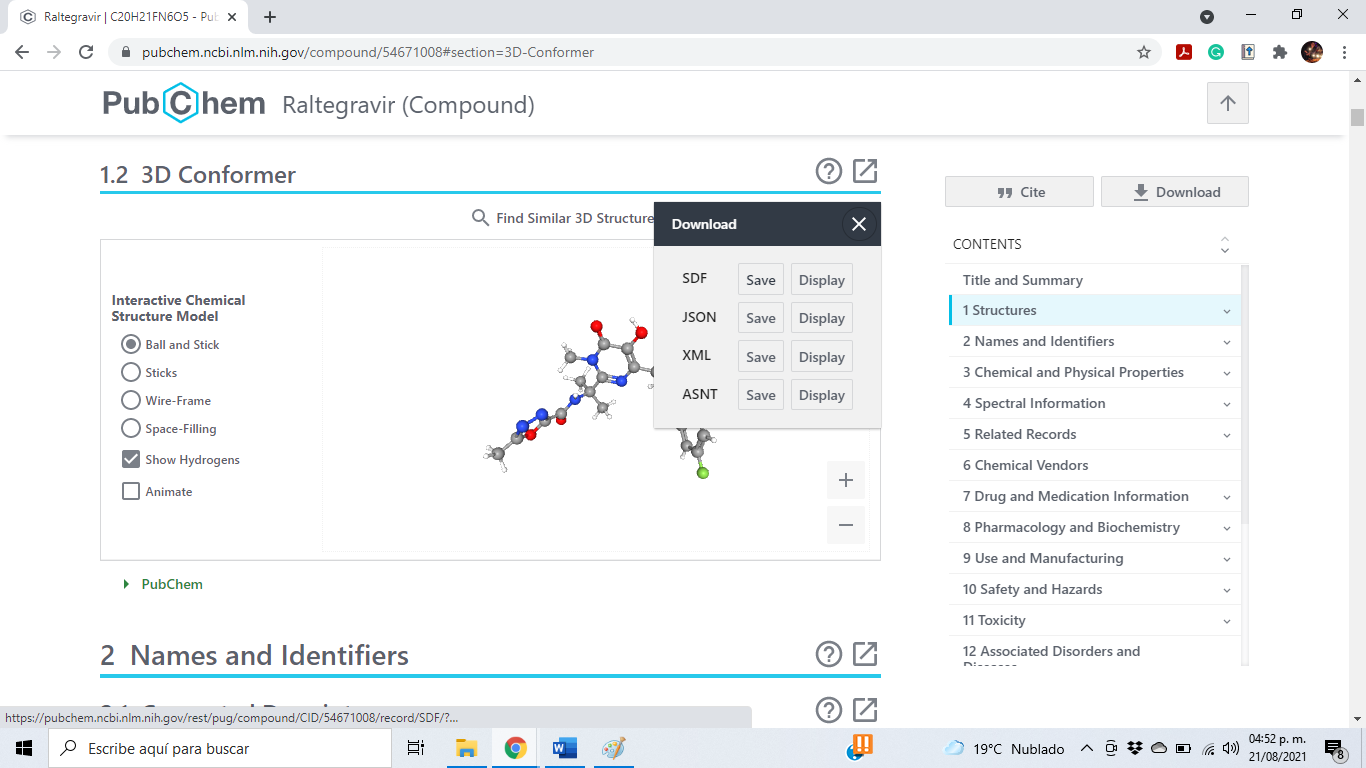 Raltegravir | C20H21FN6O5 - Pub
pubchem.ncbi.nlm.nih.gov/compound/54671008#section=3D-Conformer
PubChem Raltegravir (Compound)
1.2 3D Conformer
Find Similar 3D Structure
Download
SDF Save Display
JSON Save Display
XML Save Display
ASNT Save Display
Interactive Chemical
Structure Model
Ball and Stick
Sticks
Wire-Frame
Space-Filling
Show Hydrogens
Animate
PubChem
2 Names and Identifiers
Cite
Download
CONTENTS
Title and Summary
1 Structures
2 Names and Identifiers
3 Chemical and Physical Properties
4 Spectral Information
5 Related Records
6 Chemical Vendors
7 Drug and Medication Information
8 Pharmacology and Biochemistry
9 Use and Manufacturing
10 Safety and Hazards
11 Toxicity
12 Associated Disorders and
https://pubchem.ncbi.nlm.nih.gov/rest/pug/compound/CID/54671008/record/SDF/?...
Escribe aquí para buscar
19°C Nublado
04:52 p. m.
21/08/2021
8